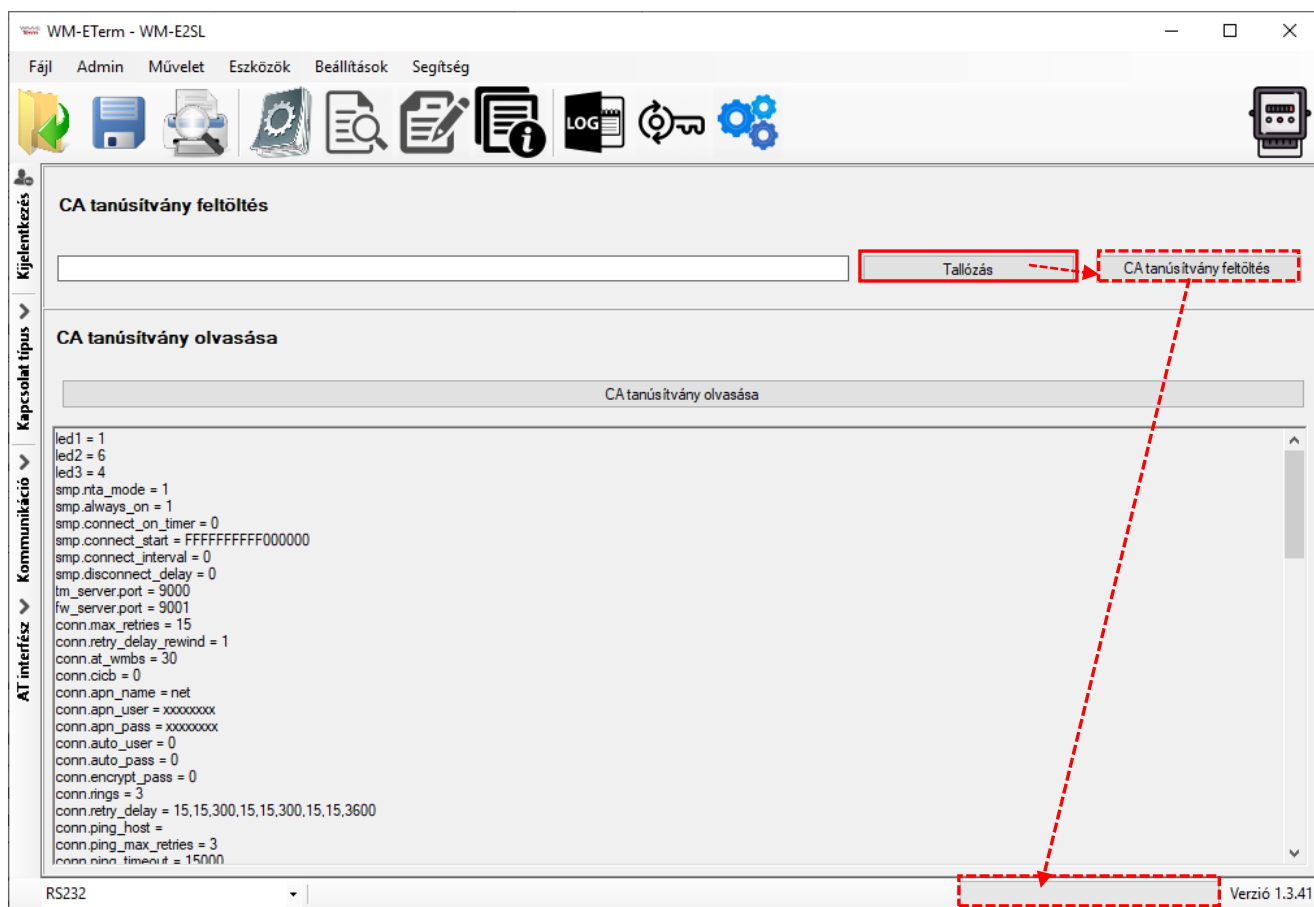 WM-ETerm - WM-E2SL
Fájl Admin Művelet Eszközök Beállítások Segítség
LOG
Kijelentkezés
Kapcsolat típus
Kommunikáció
AT interfész
CA tanúsítvány feltöltés
Tallózás
CA tanúsítvány feltöltés
CA tanúsítvány olvasása
CA tanúsítvány olvasása
led1 = 1
led2 = 6
led3 = 4
smp.nta_mode = 1
smp.always_on = 1
smp.connect_on_timer = 0
smp.connect_start = FFFFFFFFFF000000
smp.connect_interval = 0
smp.disconnect_delay = 0
tm_server.port = 9000
fw_server.port = 9001
conn.max_retries = 15
conn.retry_delay_rewind = 1
conn.at_wmbs = 30
conn.cicb = 0
conn.apn_name = net
conn.apn_user = xxxxxxxx
conn.apn_pass = xxxxxxxx
conn.auto_user = 0
conn.auto_pass = 0
conn.encrypt_pass = 0
conn.rings = 3
conn.retry_delay = 15,15,300,15,15,300,15,15,3600
conn.ping_host =
conn.ping_max_retries = 3
conn.ping_timeout = 15000
RS232
Verzió 1.3.41